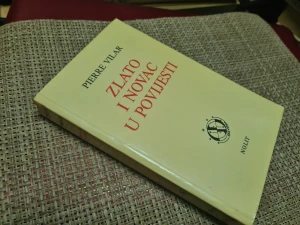 PIERRE VILAR
ZLATO
I NOVAC
U POVIJESTI
NOLIT